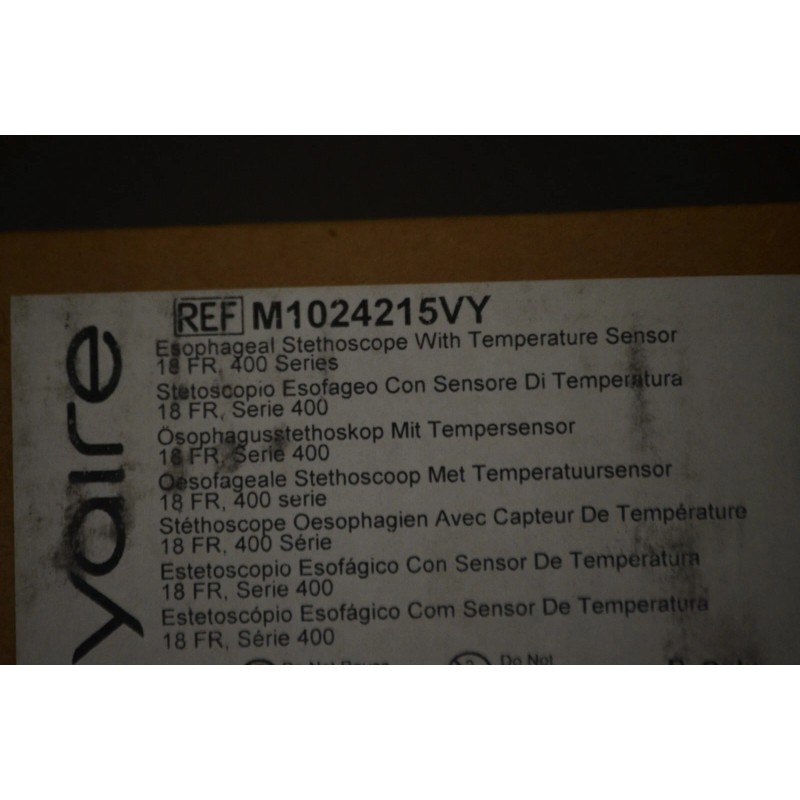 yaire
REF M1024215VY
Esophageal Stethoscope With Temperature Sensor
18 FR, 400 Series
Stetoscopio Esofageo Con Sensore Di Temperatura
18 FR, Serie 400
Ösophagusstethoskop Mit Tempersensor
18 FR, Serie 400
Oesofageale Stethoscoop Met Temperatuursensor
18 FR, 400 serie
Stéthoscope Oesophagien Avec Capteur De Température
18 FR, 400 Série
Estetoscopio Esofágico Con Sensor De Temperatura
18 FR, Serie 400
Estetoscópio Esofágico Com Sensor De Temperatura
18 FR, Série 400
Do Not Reuse
Do Not